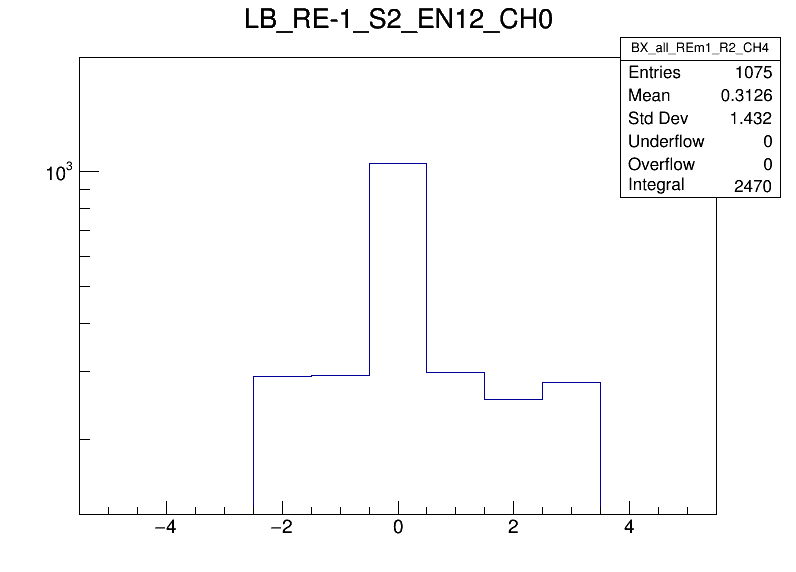 LB_RE-1_S2_EN12_CH0
BX_all_REm1_R2_CH4
Entries 1075
Mean 0.3126
Std Dev 1.432
Underflow 0
Overflow 0
Integral 2470
10³
−4 −2 0 2 4